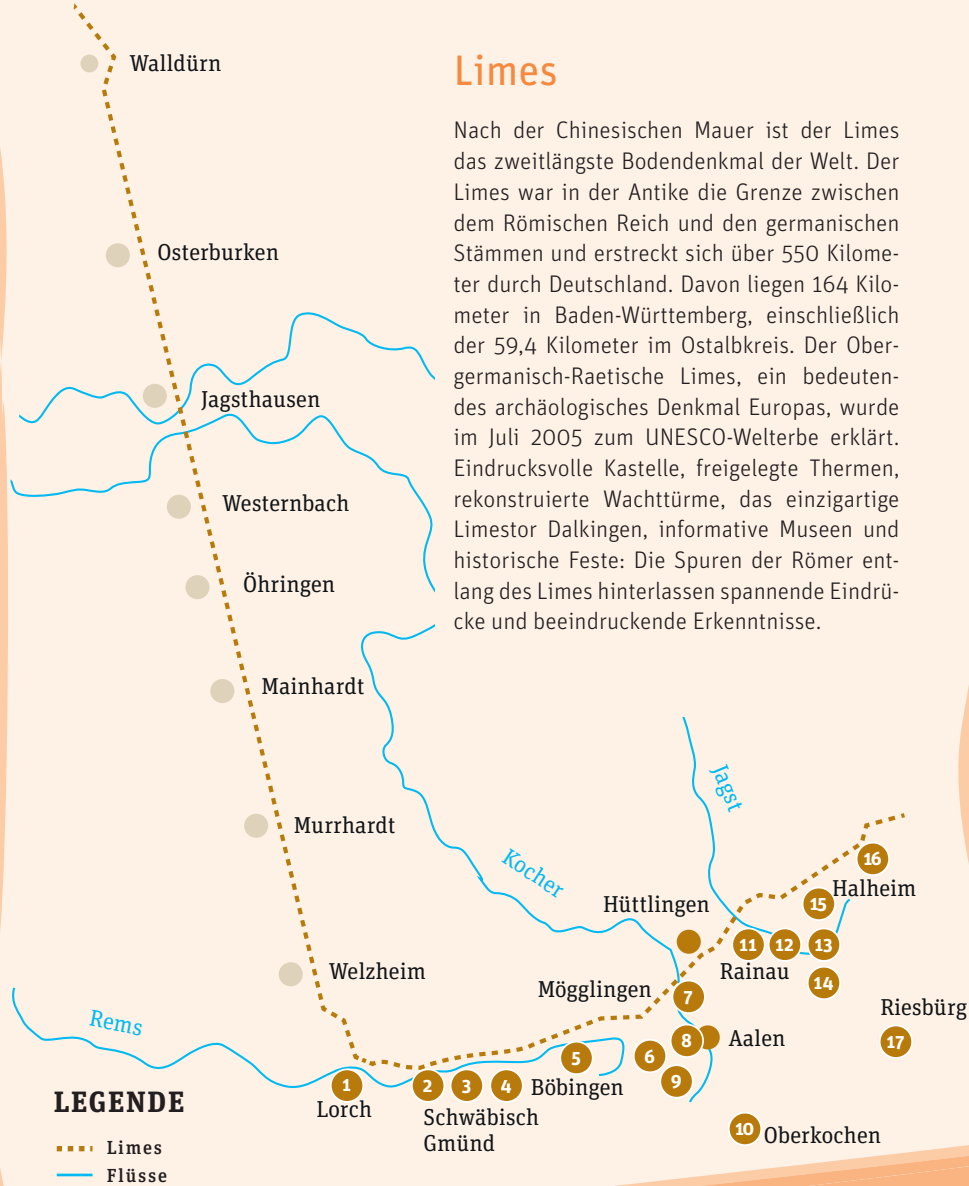 Walldürn
Limes
Nach der Chinesischen Mauer ist der Limes
das zweitlängste Bodendenkmal der Welt. Der
Limes war in der Antike die Grenze zwischen
dem Römischen Reich und den germanischen
Stämmen und erstreckt sich über 550 Kilome-
ter durch Deutschland. Davon liegen 164 Kilo-
meter in Baden-Württemberg, einschließlich
der 59,4 Kilometer im Ostalbkreis. Der Ober-
germanisch-Raetische Limes, ein bedeuten-
des archäologisches Denkmal Europas, wurde
im Juli 2005 zum UNESCO-Welterbe erklärt.
Eindrucksvolle Kastelle, freigelegte Thermen,
rekonstruierte Wachttürme, das einzigartige
Limestor Dalkingen, informative Museen und
historische Feste: Die Spuren der Römer ent-
lang des Limes hinterlassen spannende Eindrü-
cke und beeindruckende Erkenntnisse.
Osterburken
Jagsthausen
Westernbach
Öhringen
Mainhardt
Murrhardt
Welzheim
Jagst
Kocher
Rems
16
Halheim
15
Hüttlingen
11
12
13
Rainau
14
Mögglingen
7
Riesbürg
17
8
Aalen
5
6
9
Böbingen
1
Lorch
2
3
4
Schwäbisch
Gmünd
10
Oberkochen
LEGENDE
Limes
Flüsse